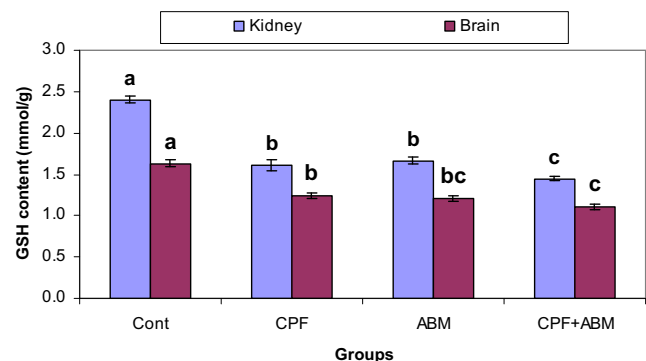 Kidney Brain
3.0
2.5
2.0
1.5
1.0
0.5
0.0
GSH content (mmol/g)
a a
b b
b bc
c c
Cont CPF ABM CPF+ABM
Groups